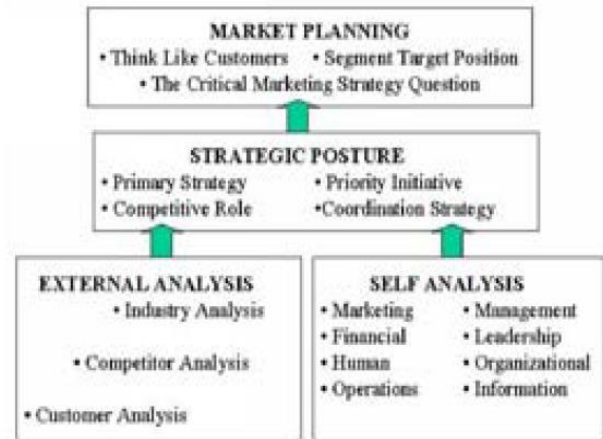 MARKET PLANNING
• Think Like Customers • Segment Target Position
• The Critical Marketing Strategy Question
STRATEGIC POSTURE
• Primary Strategy • Priority Initiative
• Competitive Role •Coordination Strategy
EXTERNAL ANALYSIS
• Industry Analysis
• Competitor Analysis
• Customer Analysis
SELF ANALYSIS
• Marketing • Management
• Financial • Leadership
• Human • Organizational
• Operations • Information